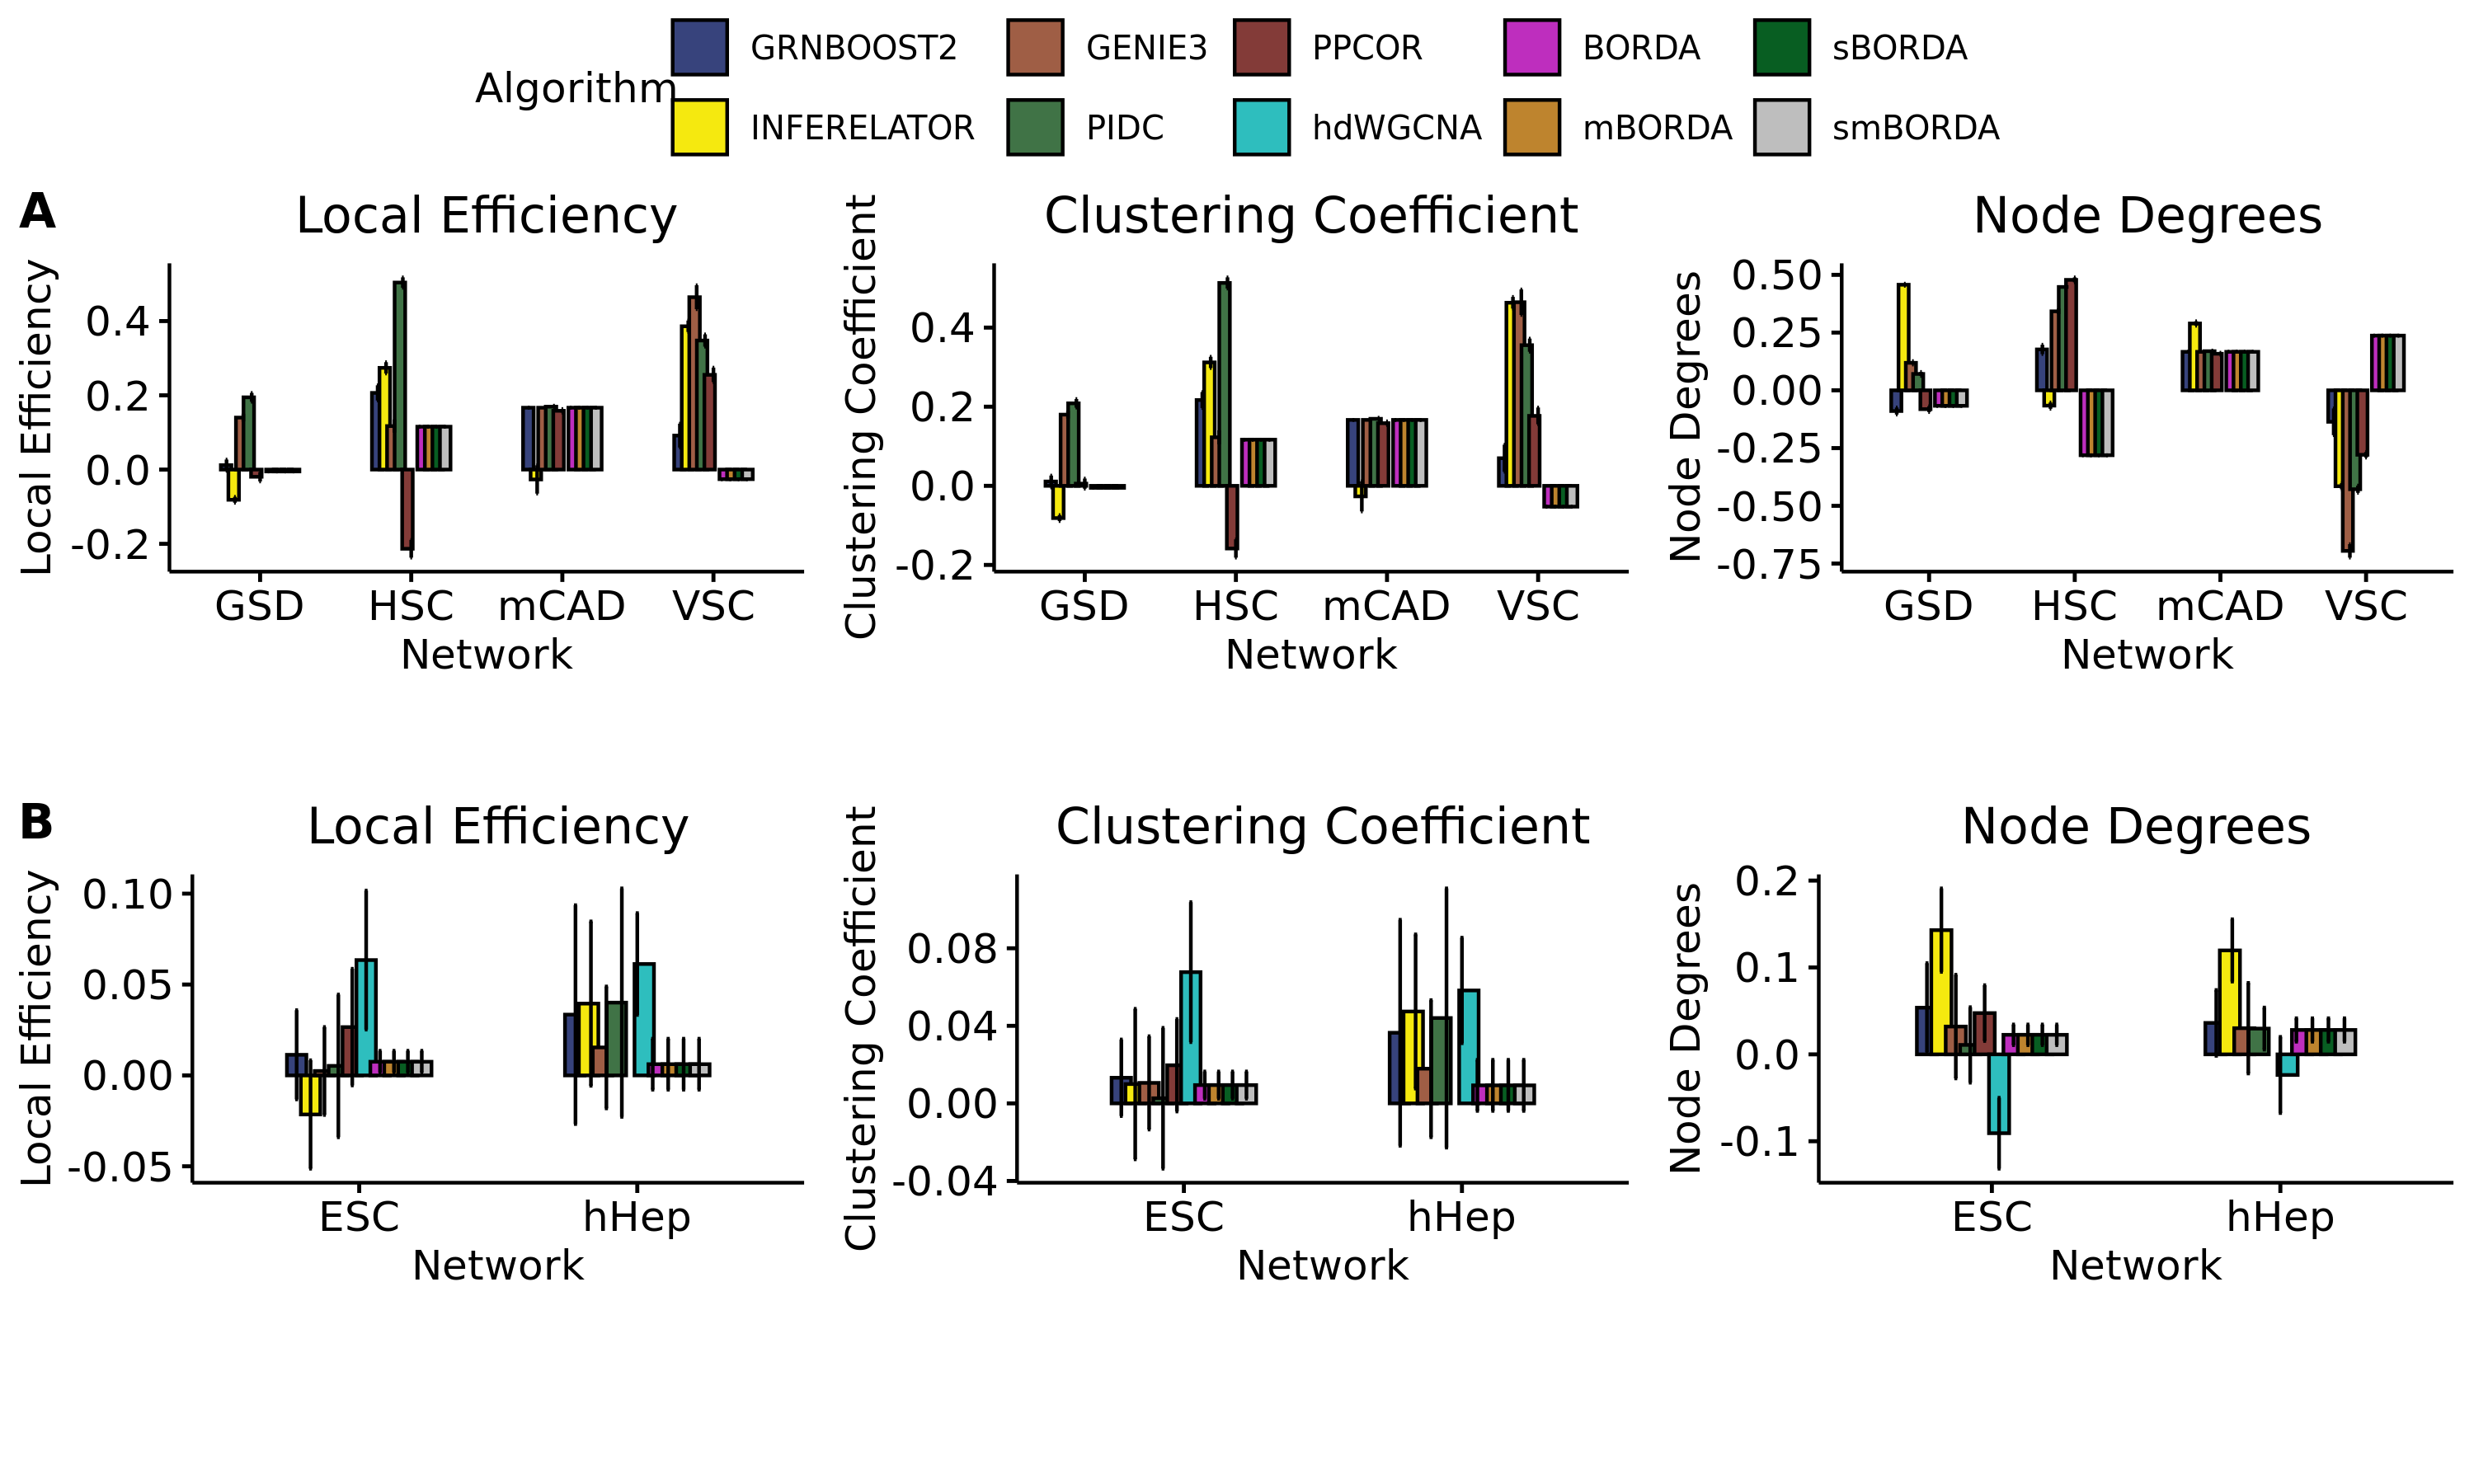 Algorithm
GRNBOOST2 GENIE3 PPCOR BORDA sBORDA
INFERELATOR PIDC hdWGCNA mBORDA smBORDA
A
Local Efficiency
Local Efficiency
0.4
0.2
0.0
-0.2
GSD HSC mCAD VSC
Network
Clustering Coefficient
Clustering Coefficient
0.4
0.2
0.0
-0.2
GSD HSC mCAD VSC
Network
Node Degrees
Node Degrees
0.50
0.25
0.00
-0.25
-0.50
-0.75
GSD HSC mCAD VSC
Network
B
Local Efficiency
Local Efficiency
0.10
0.05
0.00
-0.05
ESC hHep
Network
Clustering Coefficient
Clustering Coefficient
0.08
0.04
0.00
-0.04
ESC hHep
Network
Node Degrees
Node Degrees
0.2
0.1
0.0
-0.1
ESC hHep
Network